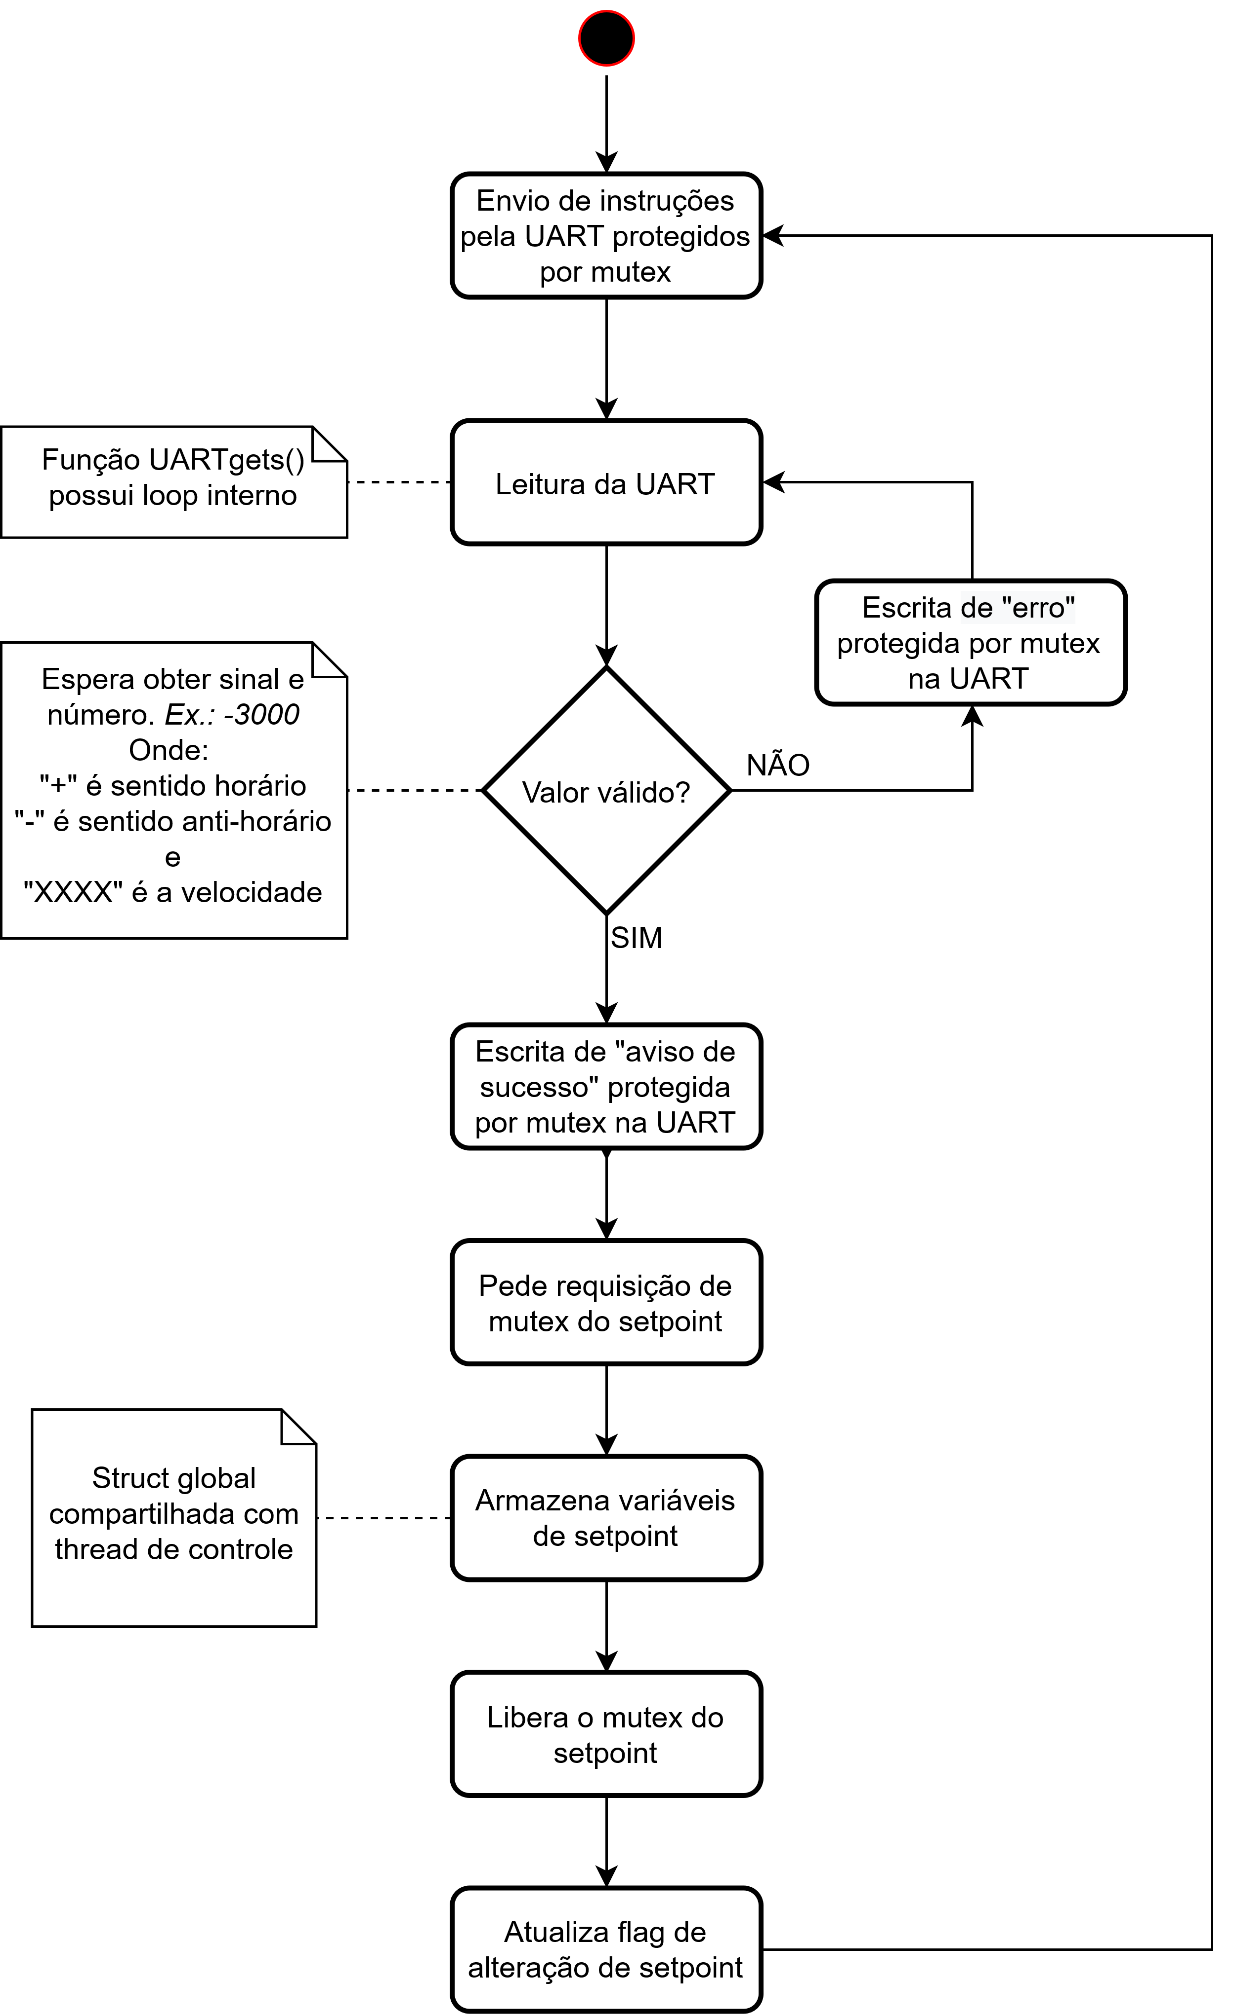 Envio de instruções
pela UART protegidos
por mutex
Função UARTgets()
possui loop interno
Leitura da UART
Escrita de "erro"
protegida por mutex
na UART
Espera obter sinal e
número. Ex.: -3000
Onde:
"+" é sentido horário
"-" é sentido anti-horário
e
"XXXX" é a velocidade
Valor válido?
NÃO
SIM
Escrita de "aviso de
sucesso" protegida
por mutex na UART
Pede requisição de
mutex do setpoint
Struct global
compartilhada com
thread de controle
Armazena variáveis
de setpoint
Libera o mutex do
setpoint
Atualiza flag de
alteração de setpoint